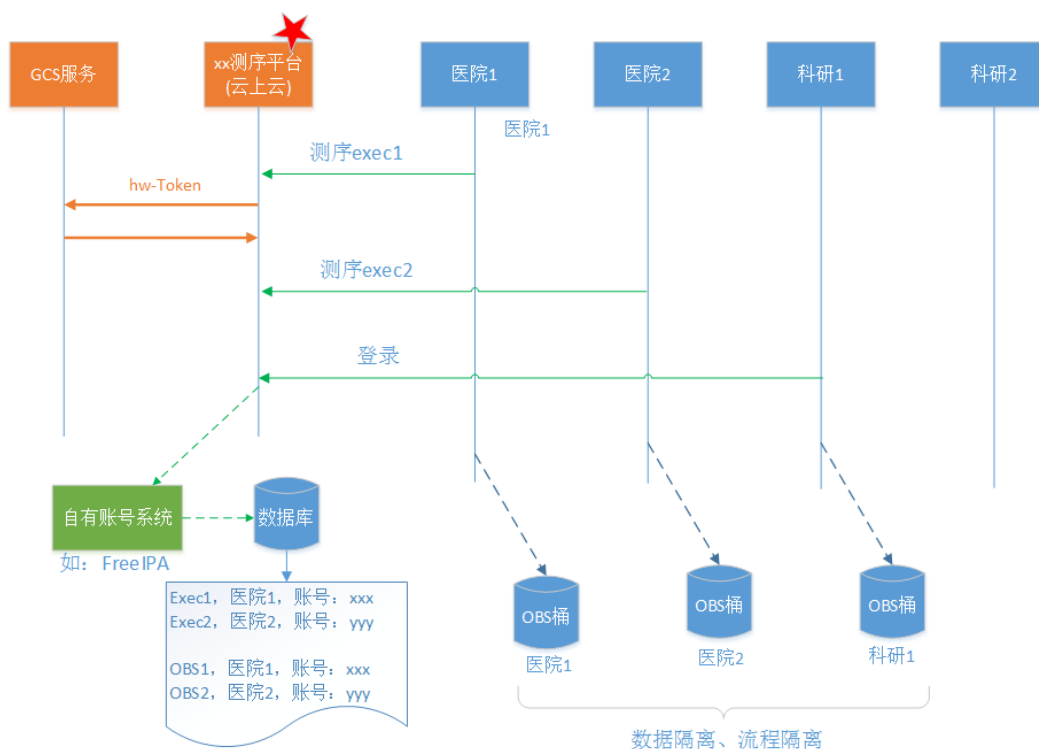 GCS服务
xx测序平台
(云上云)
医院1
医院2
科研1
科研2
医院1
测序exec1
hw-Token
测序exec2
登录
自有账号系统
数据库
如：FreeIPA
Exec1，医院1，账号：xxx
Exec2，医院2，账号：yyy
OBS1，医院1，账号：xxx
OBS2，医院2，账号：yyy
OBS桶
OBS桶
OBS桶
医院1
医院2
科研1
数据隔离、流程隔离